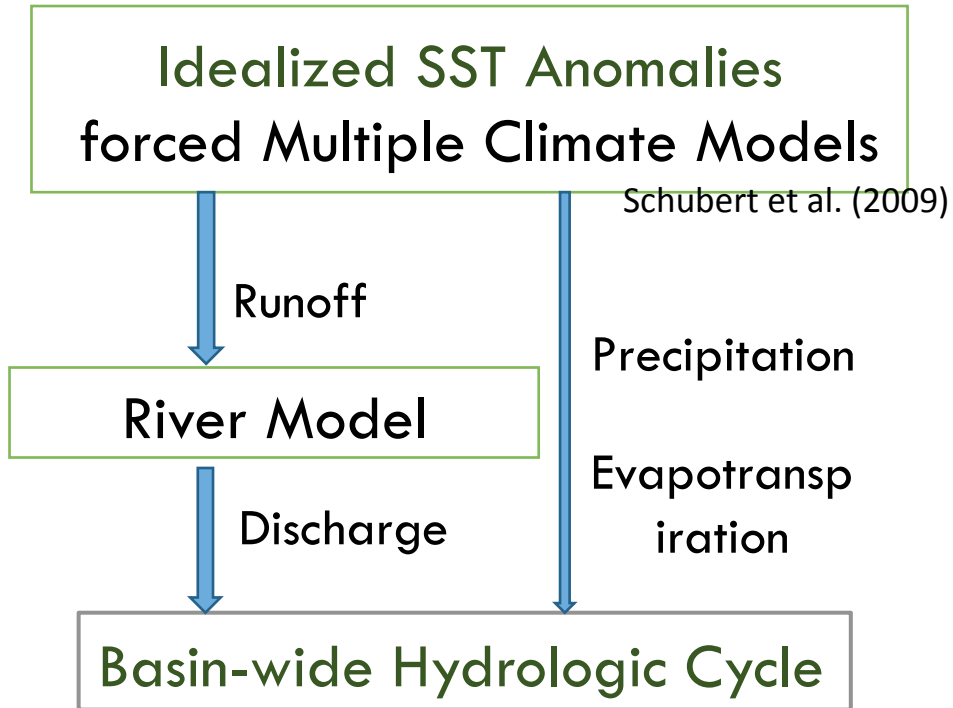 Idealized SST Anomalies
forced Multiple Climate Models
Schubert et al. (2009)
Runoff
Precipitation
River Model
Evapotransp
iration
Discharge
Basin-wide Hydrologic Cycle